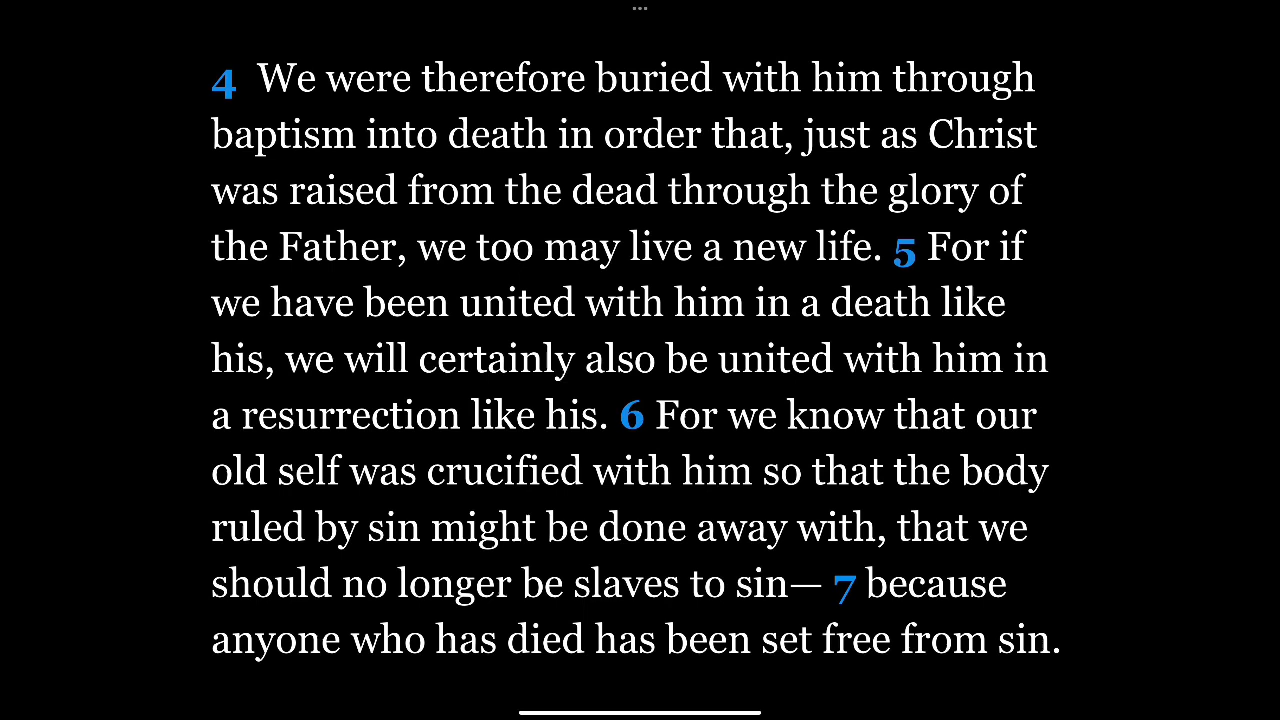 4 We were therefore buried with him through
baptism into death in order that, just as Christ
was raised from the dead through the glory of
the Father, we too may live a new life. 5 For if
we have been united with him in a death like
his, we will certainly also be united with him in
a resurrection like his. 6 For we know that our
old self was crucified with him so that the body
ruled by sin might be done away with, that we
should no longer be slaves to sin— 7 because
anyone who has died has been set free from sin.